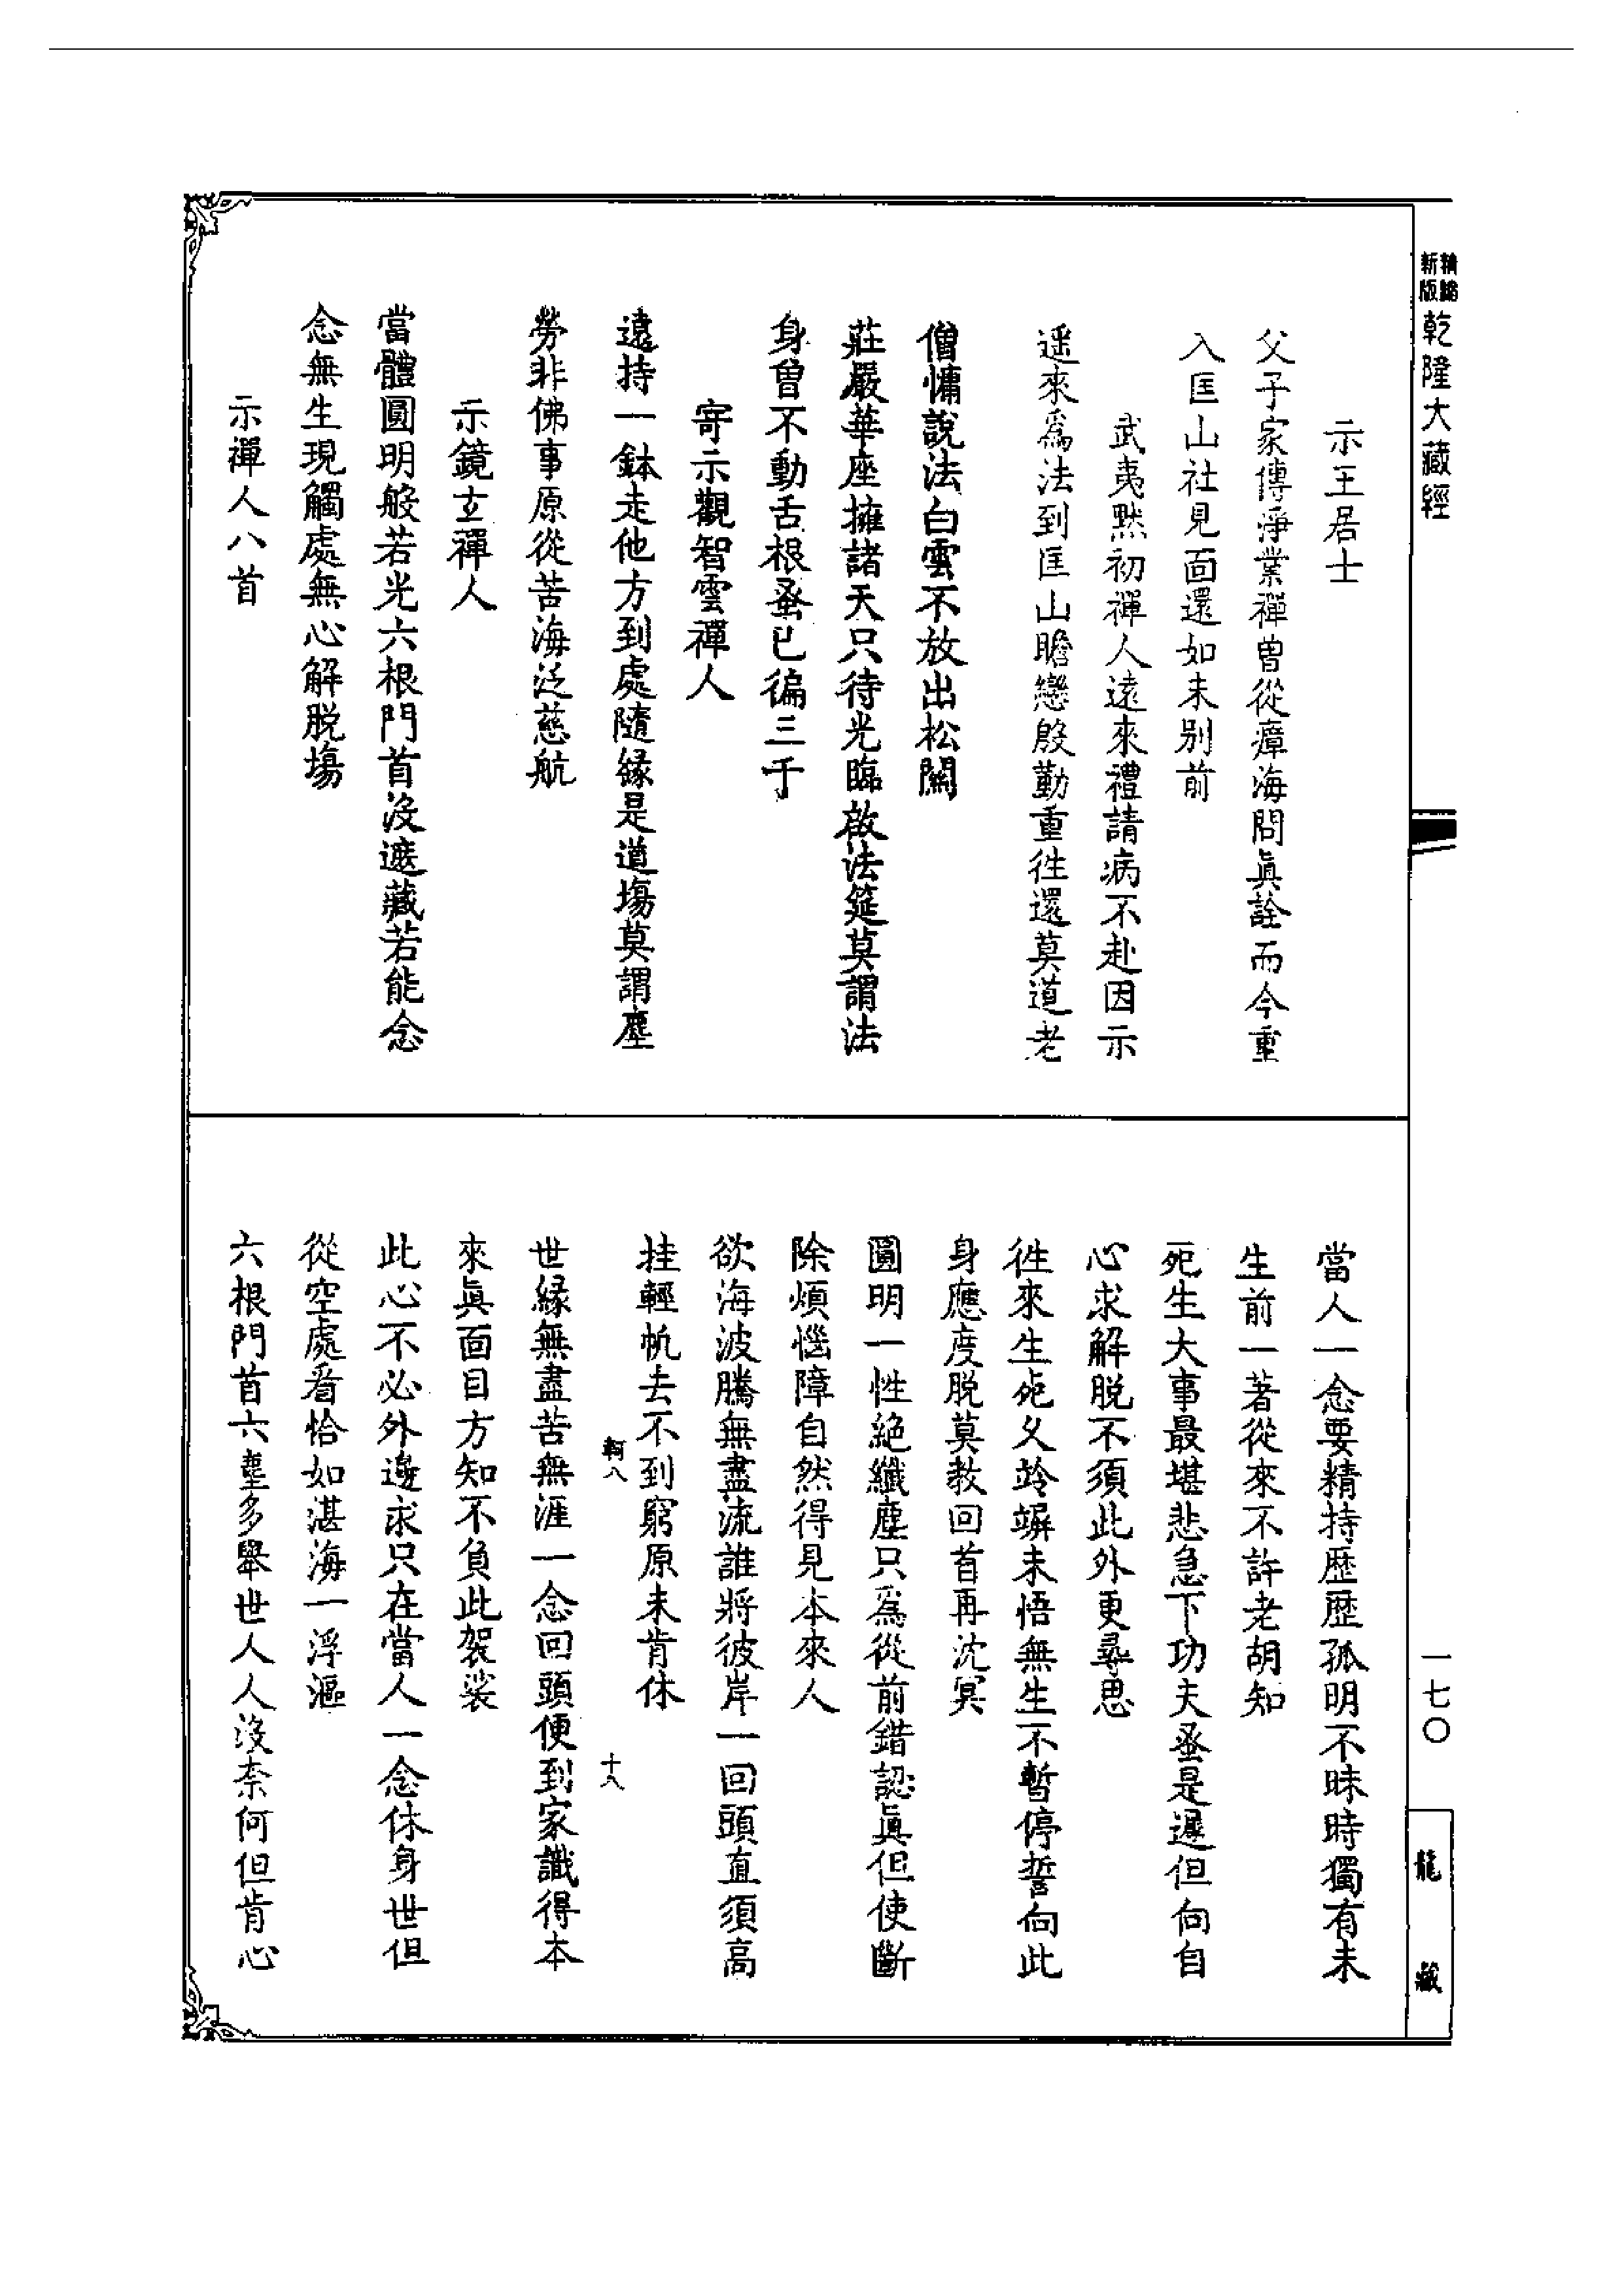 精縮新版乾隆大藏經
示王居士
父子家傳淨業禪曾從瘴海問眞詮而今重
入匡山社見面還如未別前
武夷黙初禪人遠來禮請病不赴因示
遙來爲法到匡山瞻戀殷勤重徃還莫道老
僧慵說法白雲不放出松關
莊嚴華座擁諸天只待光臨啟法筵莫謂法
身曾不動舌根蚤已徧三千
寄示觀智雲禪人
遠持一鉢走他方到處隨緣是道塲莫謂塵
勞非佛事原從苦海泛慈航
示鏡玄禪人
當體圓明般若光六根門首沒遮藏若能念
念無生現觸處無心解脱塲
示禪人八首
當人一念要精持歴歴孤明不昧時獨有未
生前一著從來不許老胡知
死生大事最堪悲急下功夫蚤是遲但向自
心求解脱不須此外更尋思
徃來生死久竛竮未悟無生不暫停誓向此
身應度脱莫教回首再沈冥
圓明一性絶纖塵只爲從前錯認眞但使斷
除煩惱障自然得見本來人
欲海波騰無盡流誰將彼岸一回頭直須高
挂輕帆去不到窮原未肯休
軻八
十八
世緣無盡苦無涯一念回頭便到家識得本
來眞面目方知不負此袈裟
此心不必外邊求只在當人一念休身世但
從空處看恰如湛海一浮漚
六根門首六塵多舉世人人沒柰何但肯心
一七〇
龍藏